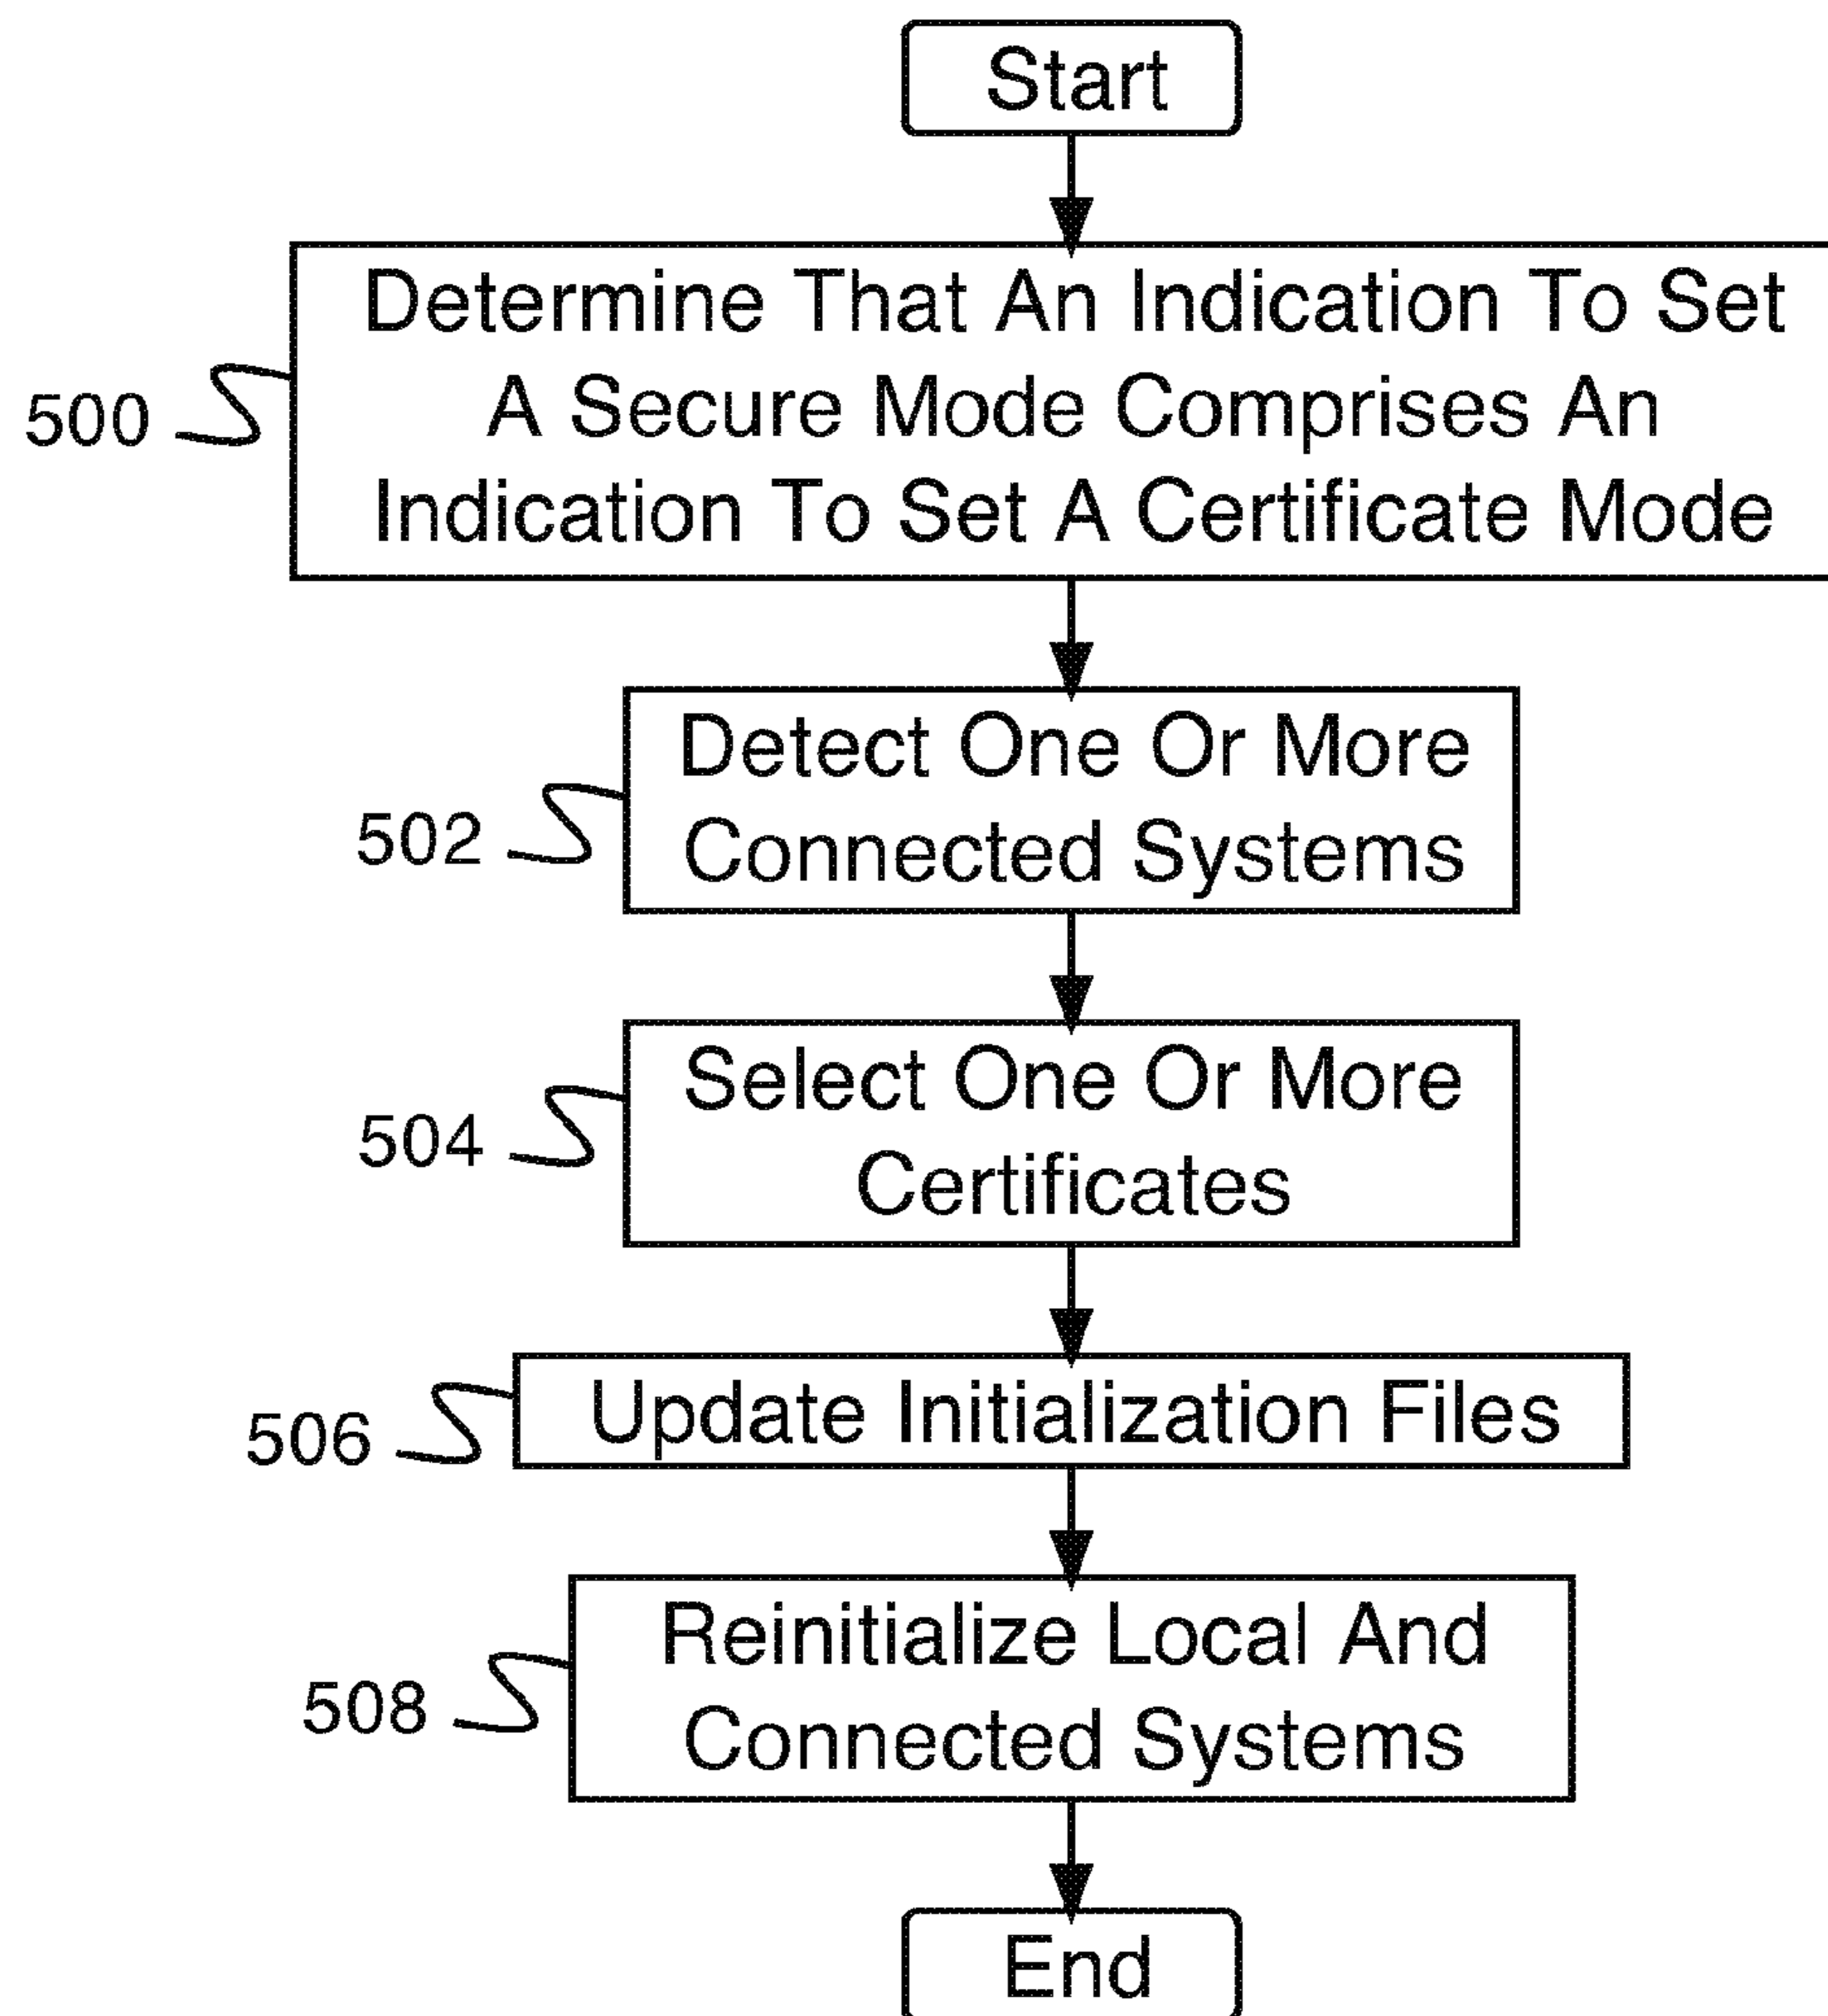 Start
Determine That An Indication To Set
A Secure Mode Comprises An
Indication To Set A Certificate Mode
500
Detect One Or More
Connected Systems
502
Select One Or More
Certificates
504
Update Initialization Files
506
Reinitialize Local And
Connected Systems
508
End